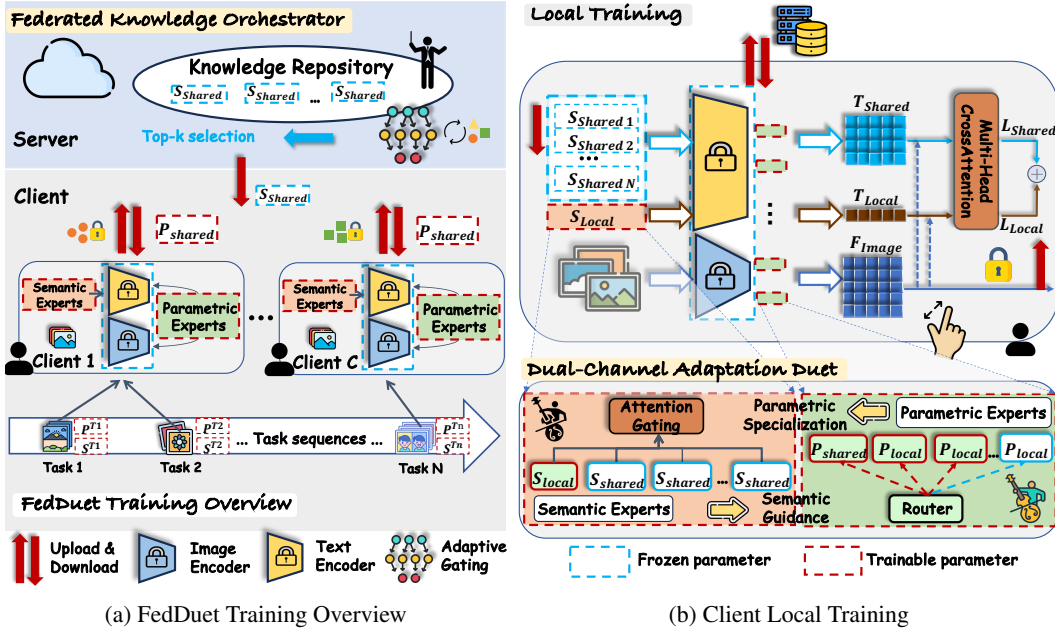 Federated Knowledge Orchestrator
Knowledge Repository
S_Shared S_Shared ... S_Shared
Server
Top-k selection
Client
S_Shared
P_shared
P_shared
Semantic Experts
Parametric Experts
Client 1
...
Semantic Experts
Parametric Experts
Client C
P^T1
S^T1
P^T2
S^T2
... Task sequences ...
P^Tn
S^Tn
Task 1
Task 2
Task N
FedDuet Training Overview
Upload & Download
Image Encoder
Text Encoder
Adaptive Gating
(a) FedDuet Training Overview
Local Training
S_Shared 1
S_Shared 2
...
S_Shared N
S_Local
T_Shared
T_Local
F_Image
Multi-Head CrossAttention
L_Shared
L_Local
Dual-Channel Adaptation Duet
Attention Gating
S_local S_shared S_shared ... S_shared
Semantic Experts
Semantic Guidance
Parametric Specialization
Parametric Experts
P_shared P_local P_local ... P_local
Router
Frozen parameter
Trainable parameter
(b) Client Local Training